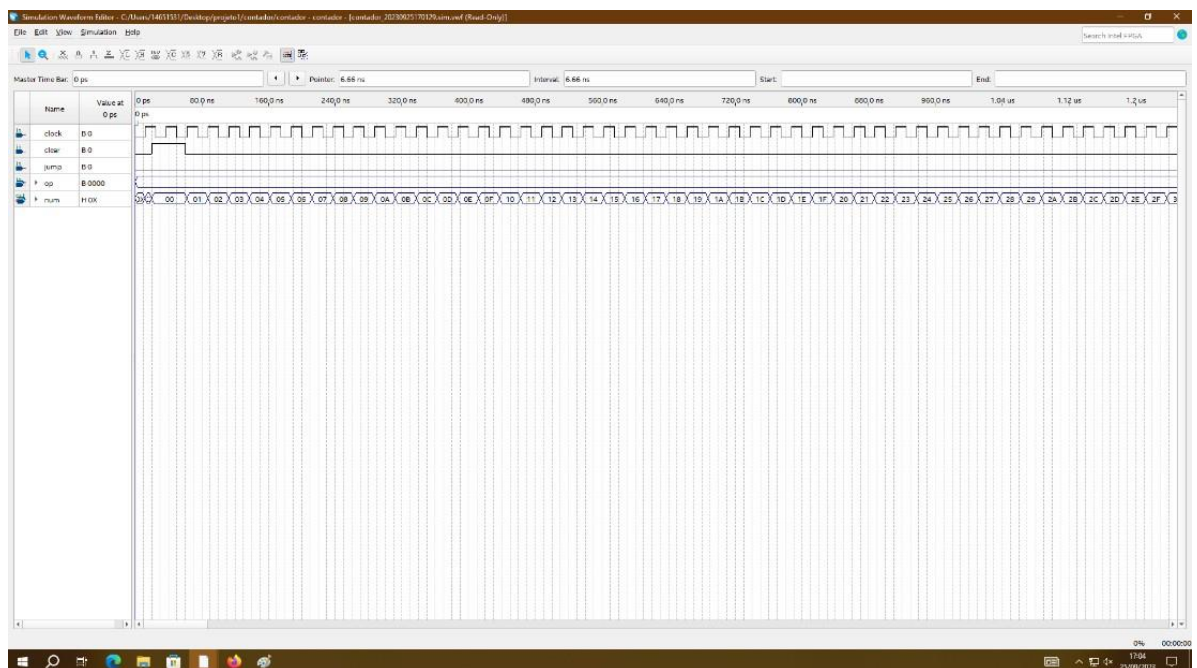 Simulation Waveform Editor - C:/Users/14651531/Desktop/projeto1/contador/contador - contador - [contador_20230925170129.sim.vwf (Read-Only)]
File Edit View Simulation Help
Master Time Bar: 0 ps Pointer: 6.66 ns Interval: 6.66 ns Start: End:
Name Value at 0 ps
0 ps 80.0 ns 160.0 ns 240.0 ns 320.0 ns 400.0 ns 480.0 ns 560.0 ns 640.0 ns 720.0 ns 800.0 ns 880.0 ns 960.0 ns 1.04 us 1.12 us 1.2 us
0 ps
clock B 0
clear B 0
jump B 0
op B 0000
num H 0X 00 01 02 03 04 05 06 07 08 09 0A 0B 0C 0D 0E 0F 10 11 12 13 14 15 16 17 18 19 1A 1B 1C 1D 1E 1F 20 21 22 23 24 25 26 27 28 29 2A 2B 2C 2D 2E 2F 3
0% 00:00:00
17:04